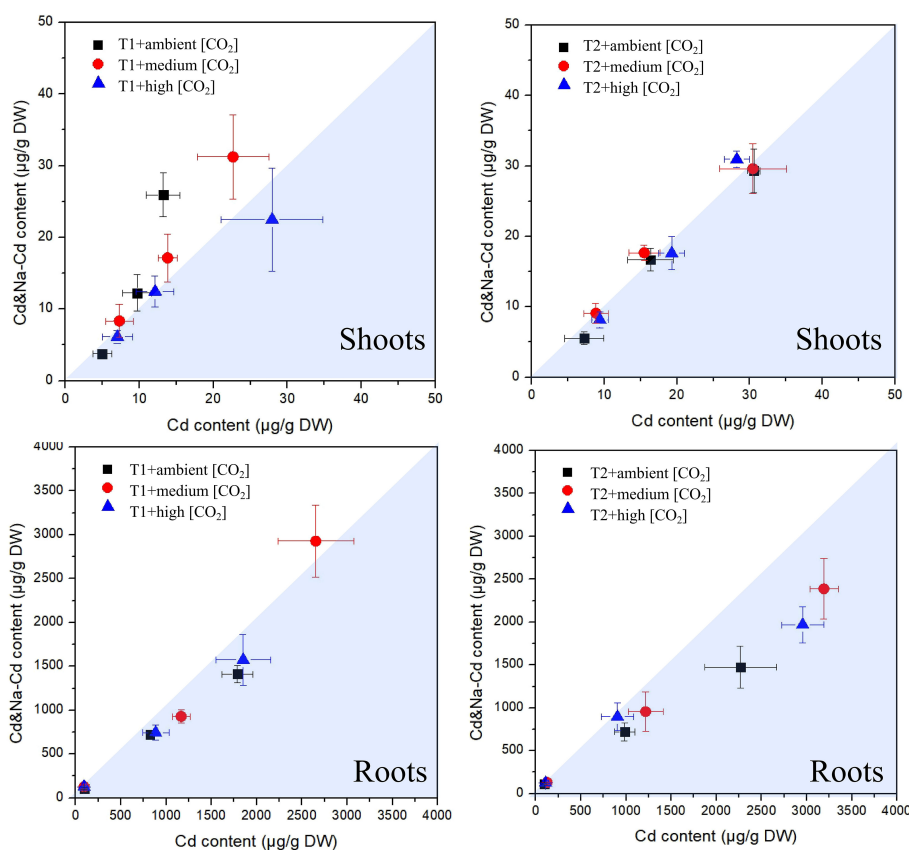 50
40
30
20
10
0
Cd&Na-Cd content (µg/g DW)
T1+ambient [CO₂]
T1+medium [CO₂]
T1+high [CO₂]
Shoots
0 10 20 30 40 50
Cd content (µg/g DW)
50
40
30
20
10
0
Cd&Na-Cd content (µg/g DW)
T2+ambient [CO₂]
T2+medium [CO₂]
T2+high [CO₂]
Shoots
0 10 20 30 40 50
Cd content (µg/g DW)
4000
3500
3000
2500
2000
1500
1000
500
0
Cd&Na-Cd content (µg/g DW)
T1+ambient [CO₂]
T1+medium [CO₂]
T1+high [CO₂]
Roots
0 500 1000 1500 2000 2500 3000 3500 4000
Cd content (µg/g DW)
4000
3500
3000
2500
2000
1500
1000
500
0
Cd&Na-Cd content (µg/g DW)
T2+ambient [CO₂]
T2+medium [CO₂]
T2+high [CO₂]
Roots
0 500 1000 1500 2000 2500 3000 3500 4000
Cd content (µg/g DW)